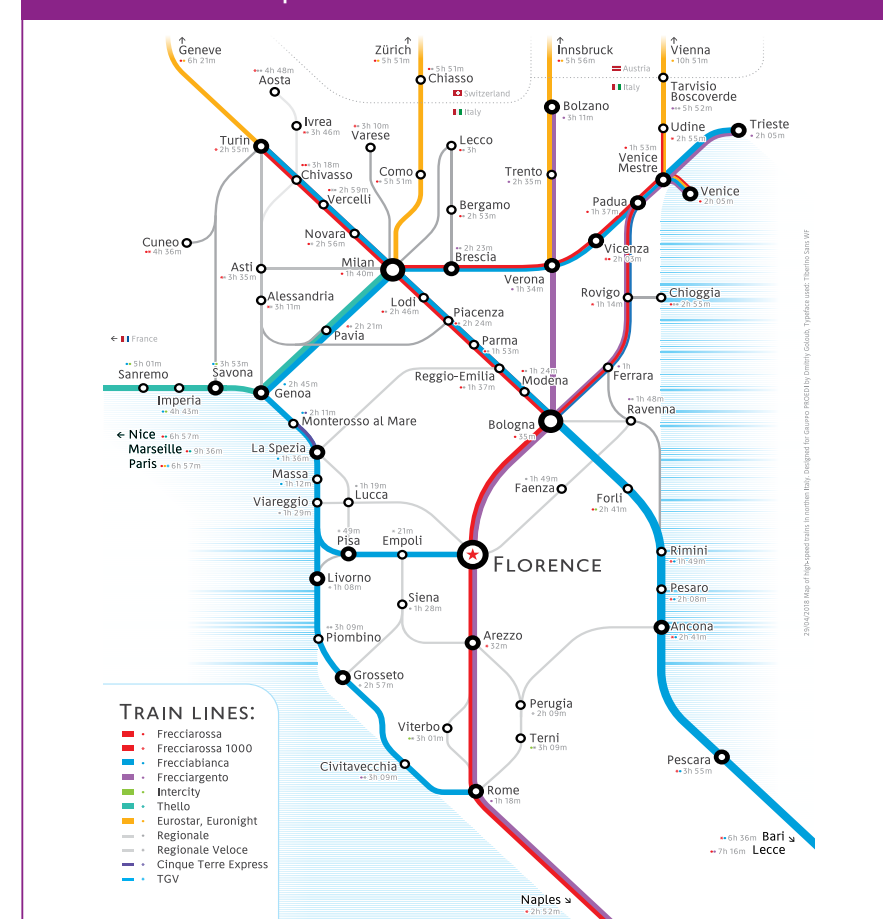 ↑ Geneve
6h 21m
Zürich ↑
5h 51m
↑ Innsbruck
5h 56m
↑ Vienna
10h 51m
4h 48m
Aosta
5h 51m
Chiasso
Switzerland
Italy
Austria
Italy
Tarvisio
Boscoverde
5h 52m
Bolzano
3h 11m
Ivrea
3h 46m
3h 10m
Varese
Lecco
3h
Udine
2h 55m
Trieste
2h 05m
Turin
2h 55m
1h 53m
Venice
Mestre
3h 18m
Chivasso
Como
5h 51m
Trento
2h 35m
2h 59m
Vercelli
Venice
2h 05m
Bergamo
2h 53m
Padua
1h 37m
Novara
2h 56m
Cuneo
4h 36m
2h 23m
Brescia
Vicenza
Milan
1h 40m
Asti
3h 35m
Verona
1h 34m
Alessandria
3h 11m
Lodi
2h 46m
Rovigo
1h 14m
Chioggia
2h 55m
Piacenza
2h 24m
2h 21m
Pavia
← France
Parma
1h 53m
5h 01m
Sanremo
3h 53m
Savona
Reggio-Emilia
1h 37m
1h 24m
Modena
1h
Ferrara
2h 45m
Genoa
Imperia
4h 43m
1h 48m
Ravenna
2h 11m
Monterosso al Mare
Bologna
35m
← Nice 6h 57m
Marseille 9h 36m
Paris 6h 57m
La Spezia
1h 36m
Massa
1h 12m
1h 49m
Faenza
Forli
2h 41m
Viareggio
1h 29m
1h 19m
Lucca
49m
Pisa
21m
Empoli
Florence
Rimini
1h 49m
Livorno
1h 08m
Pesaro
2h 08m
Siena
1h 28m
Ancona
2h 41m
3h 09m
Piombino
Arezzo
32m
Grosseto
2h 57m
Perugia
2h 09m
Viterbo
3h 01m
Terni
3h 09m
Pescara
3h 55m
Civitavecchia
3h 09m
Rome
1h 18m
6h 36m Bari ↘
7h 16m Lecce
Naples ↘
2h 52m
Train lines:
Frecciarossa
Frecciarossa 1000
Frecciabianca
Frecciargento
Intercity
Thello
Eurostar, Euronight
Regionale
Regionale Veloce
Cinque Terre Express
TGV